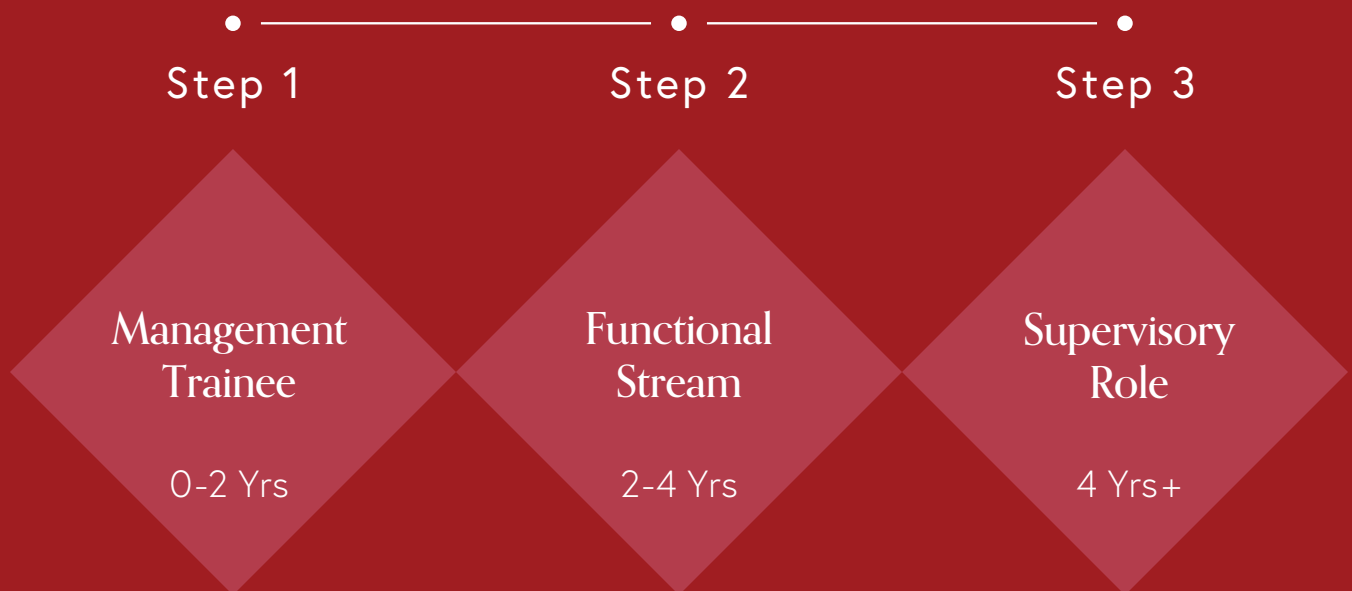 Step 1
Step 2
Step 3
Management
Trainee
0-2 Yrs
Functional
Stream
2-4 Yrs
Supervisory
Role
4 Yrs+